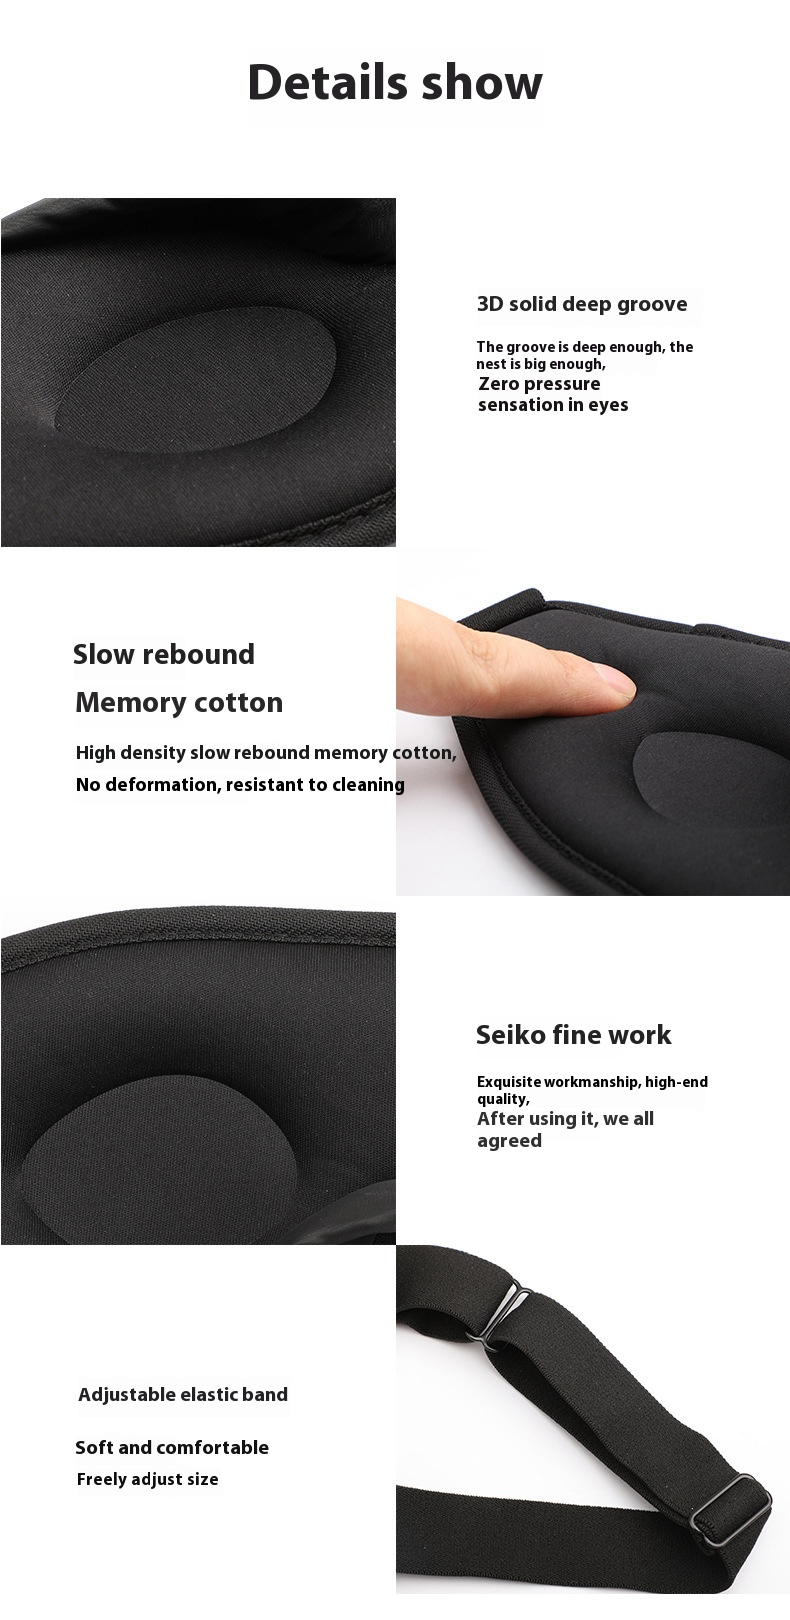 Details show
3D solid deep groove
The groove is deep enough, the
nest is big enough,
Zero pressure
sensation in eyes
Slow rebound
Memory cotton
High density slow rebound memory cotton,
No deformation, resistant to cleaning
Seiko fine work
Exquisite workmanship, high-end
quality,
After using it, we all
agreed
Adjustable elastic band
Soft and comfortable
Freely adjust size